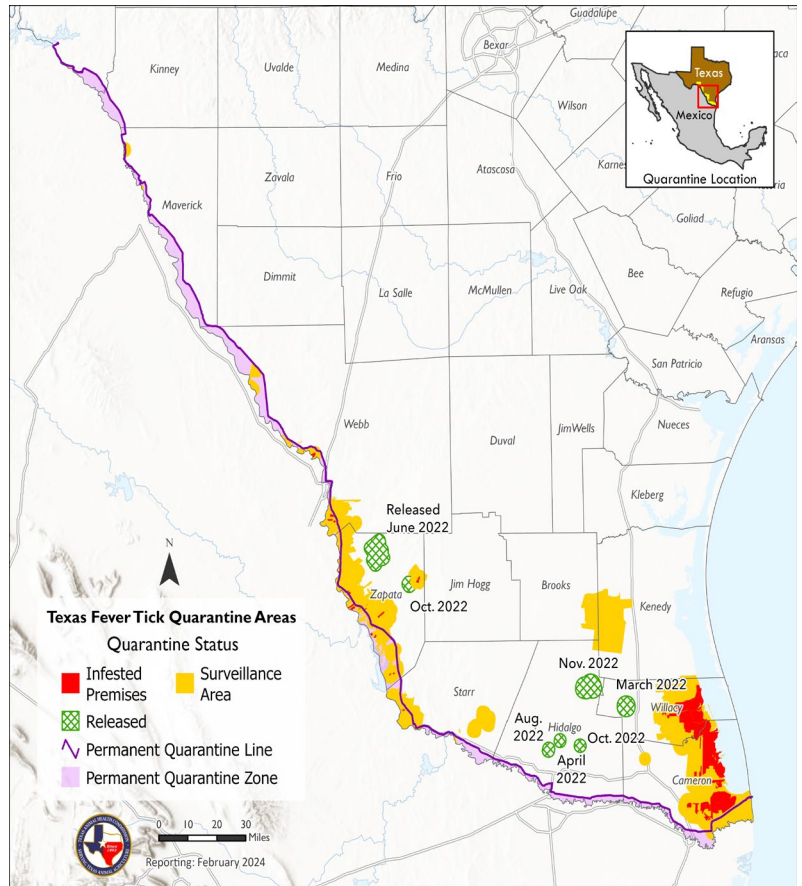 Guadalupe
Bexar
Kinney
Uvalde
Medina
Wilson
Texas
Mexico
Quarantine Location
Zavala
Frio
Atascosa
Karnes
Maverick
Goliad
Dimmit
La Salle
McMullen
Live Oak
Bee
Refugio
Aransas
San Patricio
Webb
Duval
JimWells
Nueces
Kleberg
Released
June 2022
N
Zapata
Oct. 2022
Jim Hogg
Brooks
Kenedy
Texas Fever Tick Quarantine Areas
Quarantine Status
Infested
Premises
Surveillance
Area
Released
Permanent Quarantine Line
Permanent Quarantine Zone
Nov. 2022
March 2022
Starr
Willacy
Aug.
2022
Hidalgo
Oct. 2022
April
2022
Cameron
0 10 20 30
Miles
Reporting: February 2024